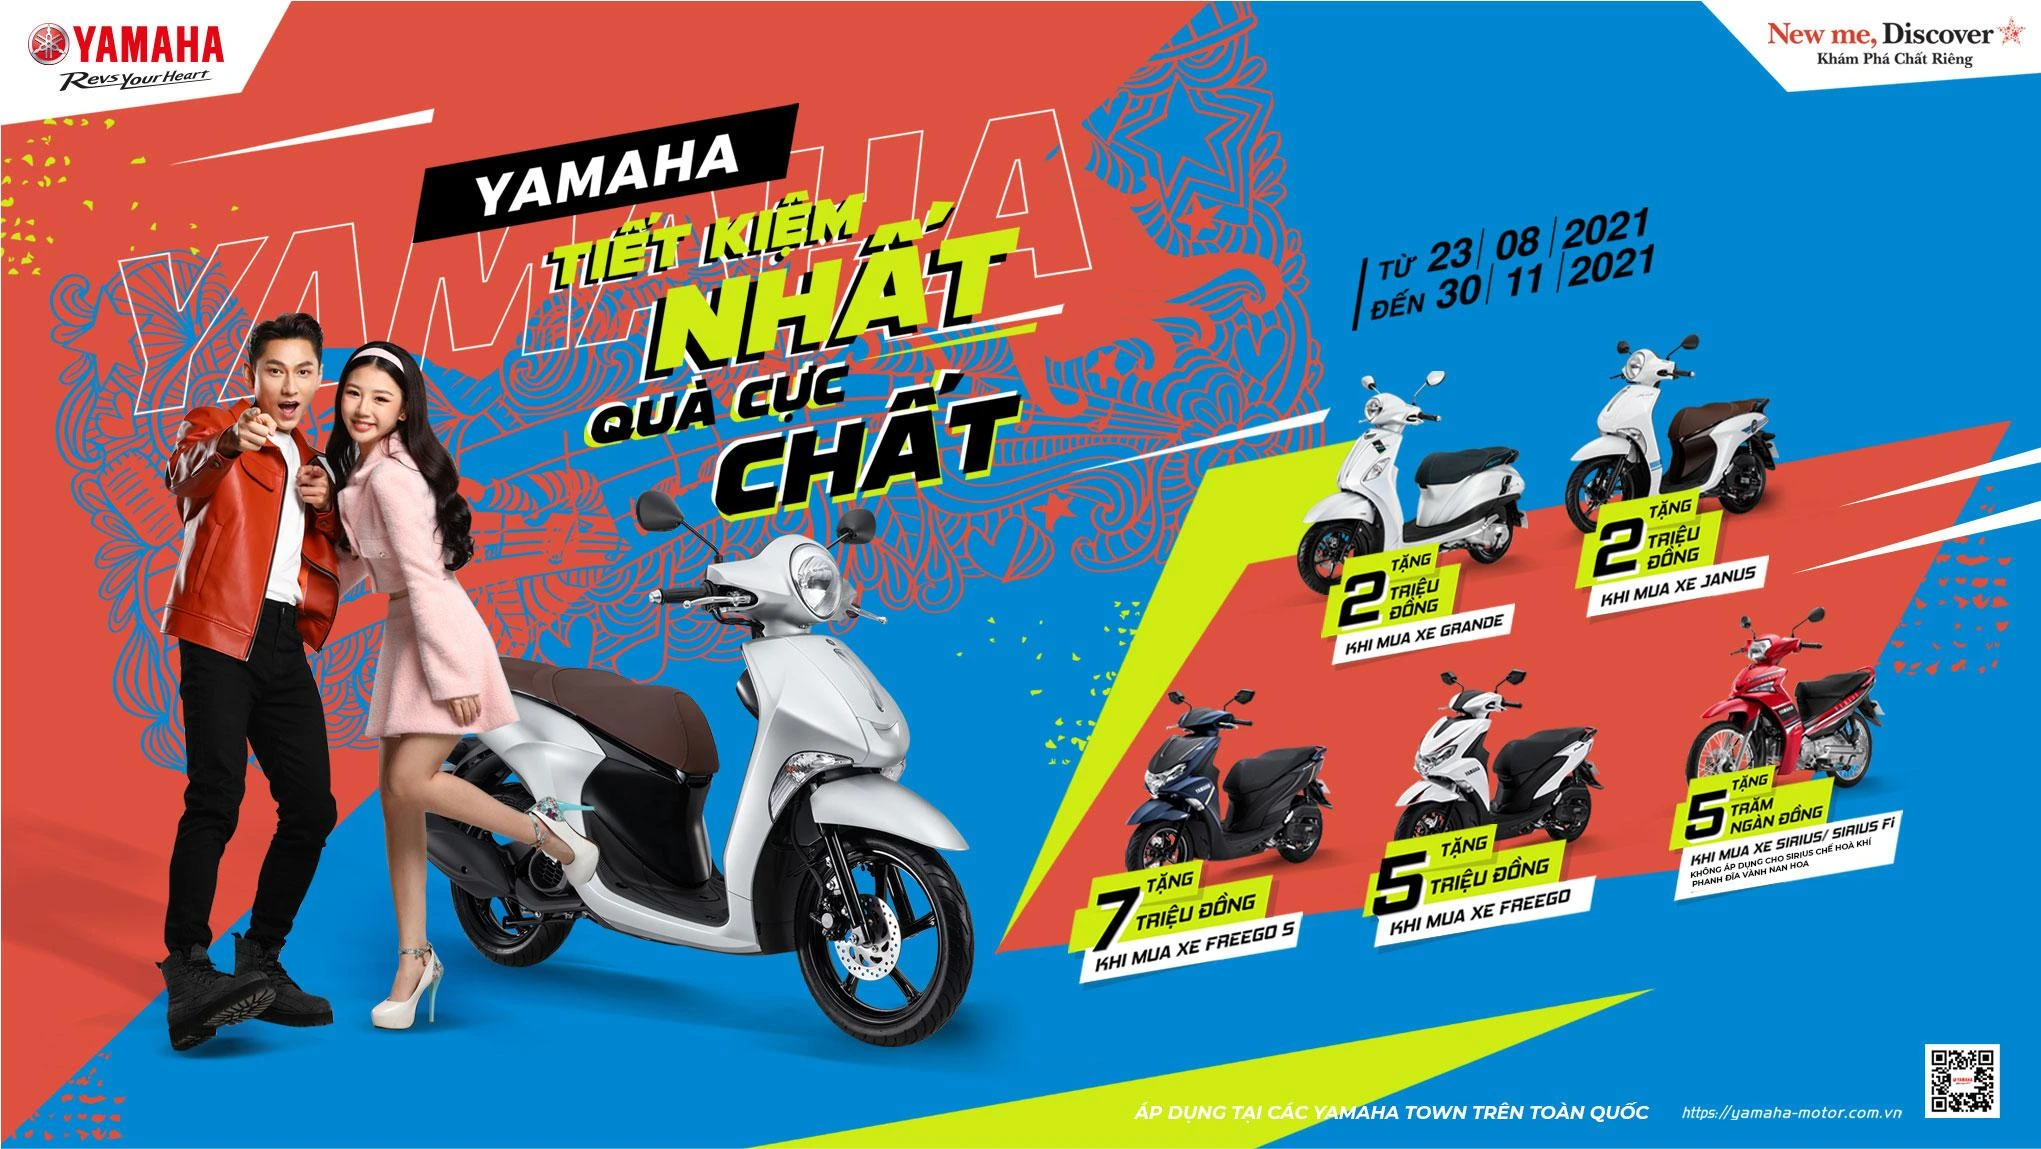 YAMAHA
Revs Your Heart
New me, Discover
Khám Phá Chất Riêng
YAMAHA
YAMAHA
TIẾT KIỆM
NHẤT
QUÀ CỰC
CHẤT
TỪ 23/08/2021
ĐẾN 30/11/2021
TẶNG
2 TRIỆU
ĐỒNG
KHI MUA XE GRANDE
TẶNG
2 TRIỆU
ĐỒNG
KHI MUA XE JANUS
TẶNG
7 TRIỆU ĐỒNG
KHI MUA XE FREEGO S
TẶNG
5 TRIỆU ĐỒNG
KHI MUA XE FREEGO
TẶNG
5 TRĂM
NGÀN ĐỒNG
KHI MUA XE SIRIUS/ SIRIUS Fi
KHÔNG ÁP DỤNG CHO SIRIUS CHẾ HOÀ KHÍ
PHANH ĐĨA VÀNH NAN HOA
ÁP DỤNG TẠI CÁC YAMAHA TOWN TRÊN TOÀN QUỐC
https://yamaha-motor.com.vn